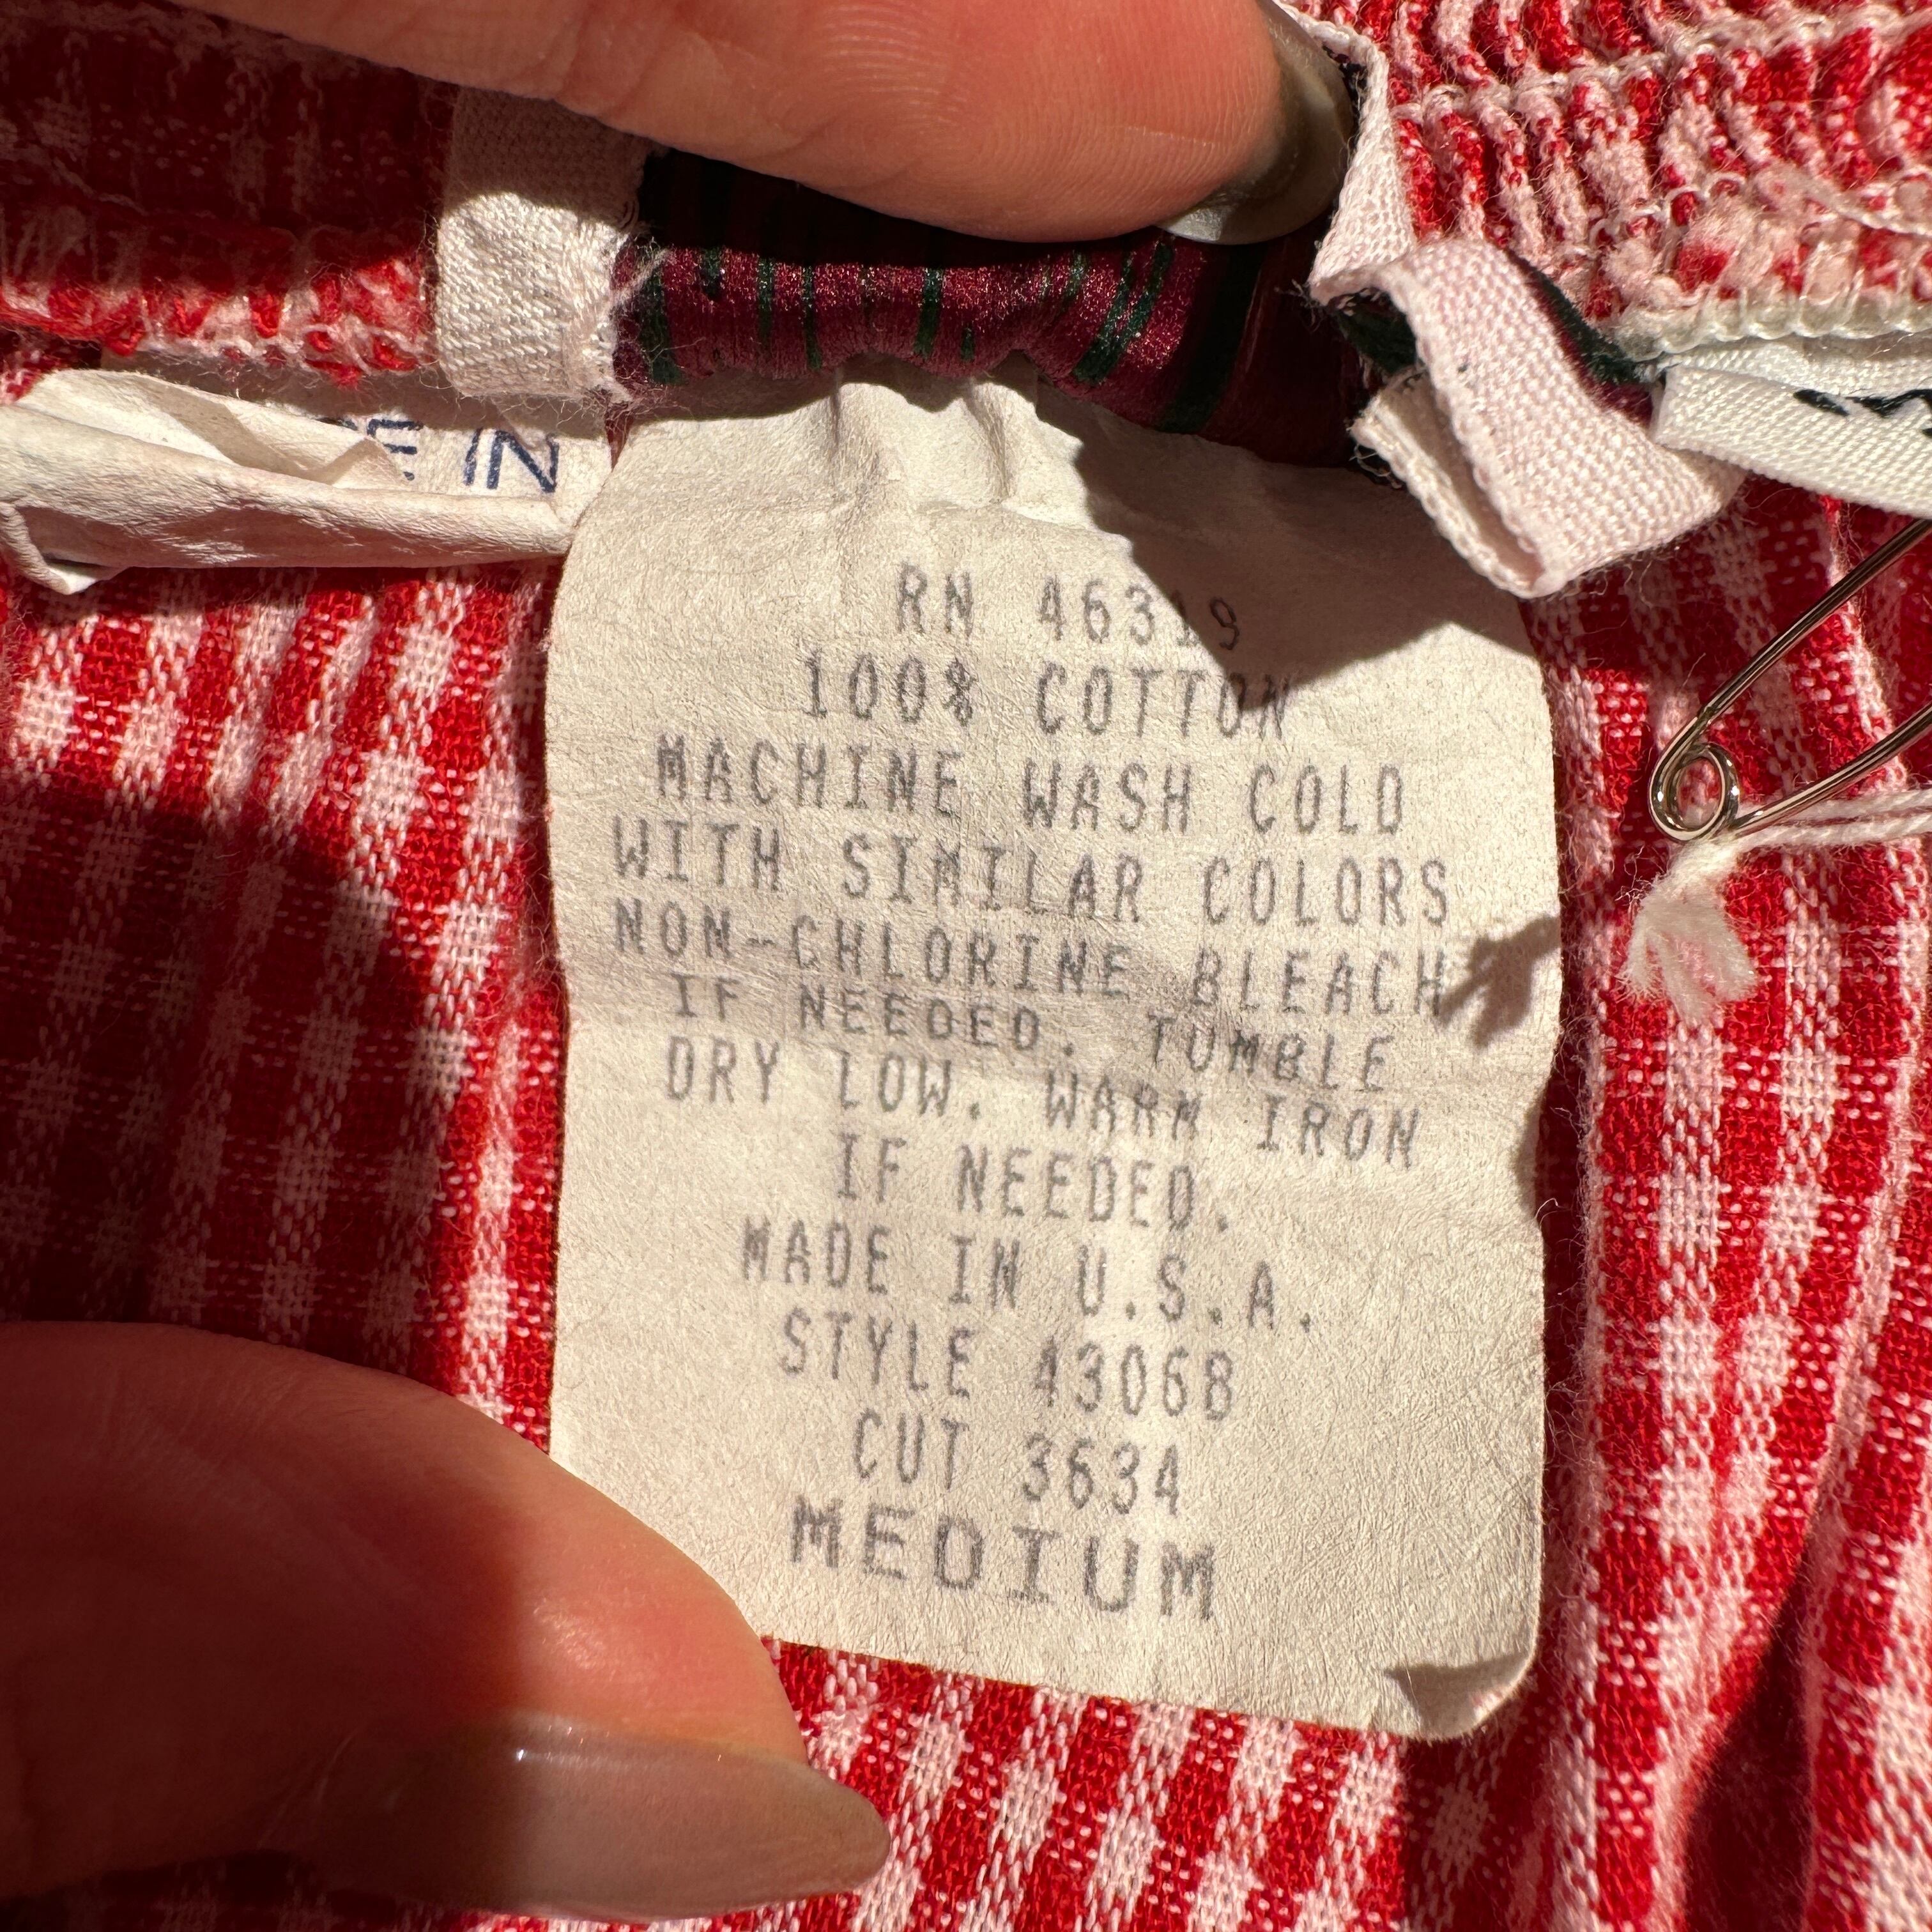 IN
RN 46319
100% COTTON
MACHINE WASH COLD
WITH SIMILAR COLORS
NON-CHLORINE BLEACH
IF NEEDED. TUMBLE
DRY LOW. WARM IRON
IF NEEDED.
MADE IN U.S.A.
STYLE 43068
CUT 3634
MEDIUM